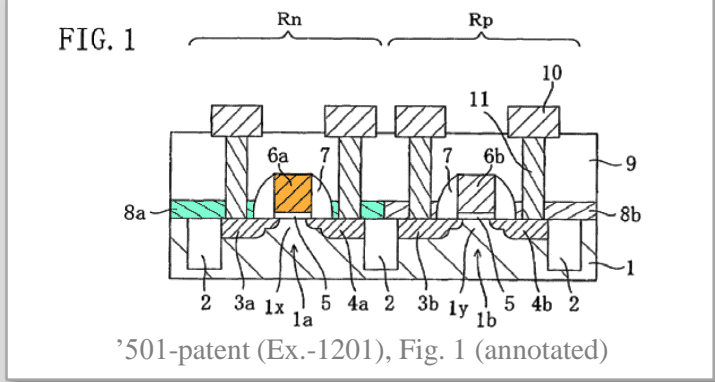 Rn Rp
FIG. 1
10
11
6a 7 7 6b
9
8a 8b
2 3a 1x 5 4a 2 3b 1y 5 4b 2 1
1a 1b
’501-patent (Ex.-1201), Fig. 1 (annotated)